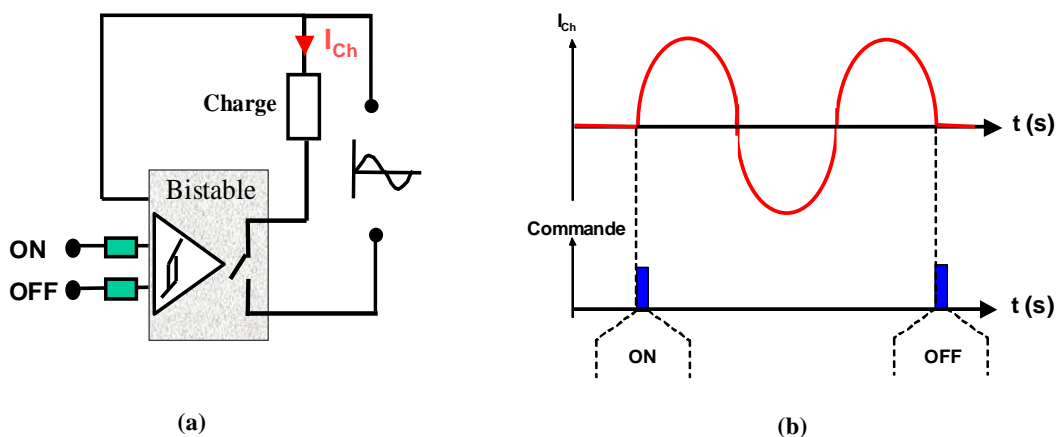 I_Ch
Charge
Bistable
ON
OFF
(a)
I_Ch
t (s)
Commande
t (s)
ON
OFF
(b)